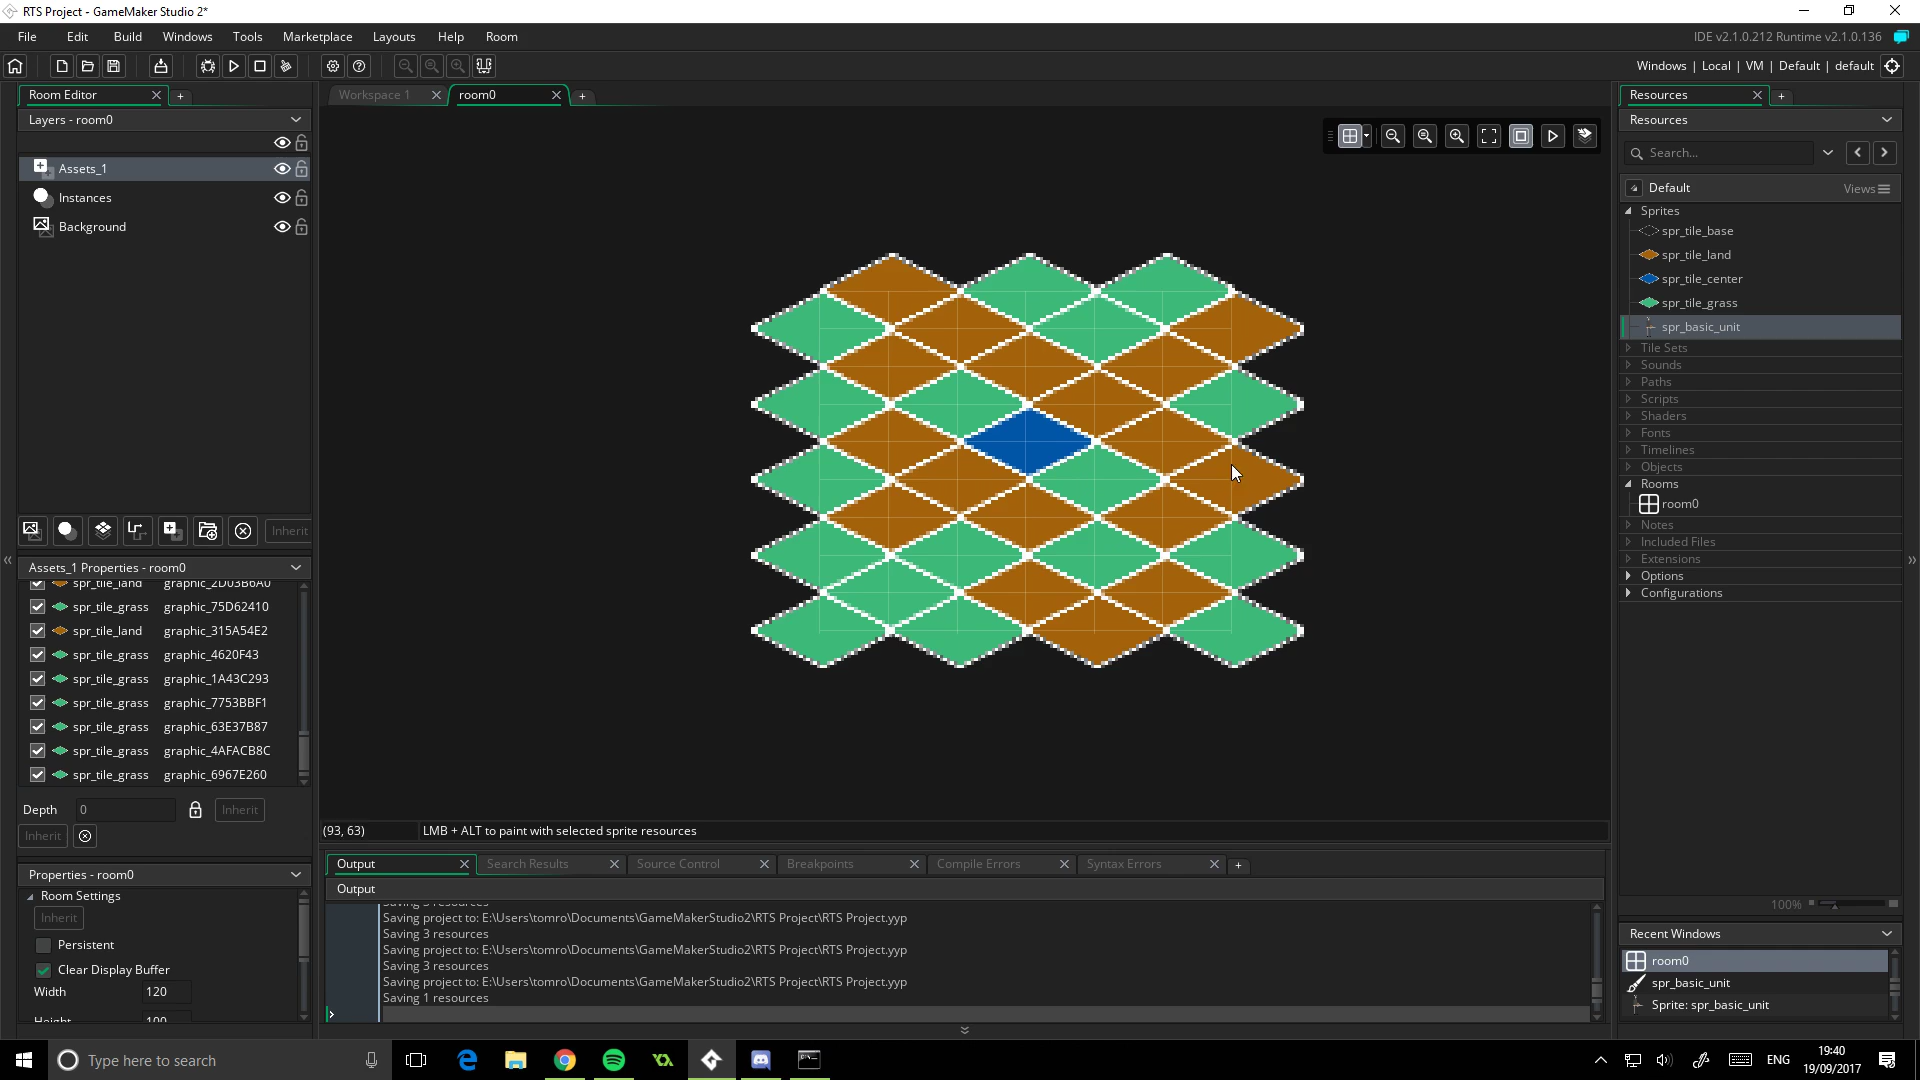 RTS Project - GameMaker Studio 2*
File Edit Build Windows Tools Marketplace Layouts Help Room
IDE v2.1.0.212 Runtime v2.1.0.136
Windows | Local | VM | Default | default
Room Editor
Workspace 1
room0
Resources
Layers - room0
Resources
Search...
Assets_1
Instances
Background
Default
Views
Sprites
spr_tile_base
spr_tile_land
spr_tile_center
spr_tile_grass
spr_basic_unit
Tile Sets
Sounds
Paths
Scripts
Shaders
Fonts
Timelines
Objects
Rooms
room0
Notes
Included Files
Extensions
Options
Configurations
Inherit
Assets_1 Properties - room0
spr_tile_land graphic_2D03B6A0
spr_tile_grass graphic_75D62410
spr_tile_land graphic_315A54E2
spr_tile_grass graphic_4620F43
spr_tile_grass graphic_1A43C293
spr_tile_grass graphic_7753BBF1
spr_tile_grass graphic_63E37B87
spr_tile_grass graphic_4AFACB8C
spr_tile_grass graphic_6967E260
Depth 0 Inherit
Inherit
(93, 63) LMB + ALT to paint with selected sprite resources
Output Search Results Source Control Breakpoints Compile Errors Syntax Errors
Output
Saving 3 resources
Saving project to: E:\Users\tomro\Documents\GameMakerStudio2\RTS Project\RTS Project.yyp
Saving 3 resources
Saving project to: E:\Users\tomro\Documents\GameMakerStudio2\RTS Project\RTS Project.yyp
Saving 3 resources
Saving project to: E:\Users\tomro\Documents\GameMakerStudio2\RTS Project\RTS Project.yyp
Saving 1 resources
Properties - room0
Room Settings
Inherit
Persistent
Clear Display Buffer
Width 120
Height 100
100%
Recent Windows
room0
spr_basic_unit
Sprite: spr_basic_unit
Type here to search
ENG
19:40
19/09/2017